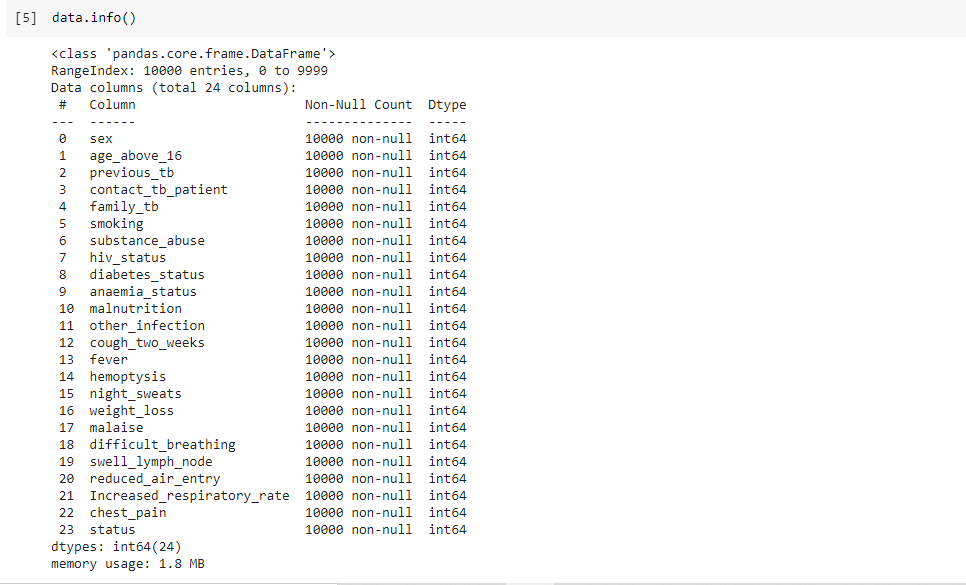 [5] data.info()
<class 'pandas.core.frame.DataFrame'>
RangeIndex: 10000 entries, 0 to 9999
Data columns (total 24 columns):
 #   Column                      Non-Null Count  Dtype
---  ------                      --------------  -----
 0   sex                         10000 non-null  int64
 1   age_above_16                10000 non-null  int64
 2   previous_tb                 10000 non-null  int64
 3   contact_tb_patient          10000 non-null  int64
 4   family_tb                   10000 non-null  int64
 5   smoking                     10000 non-null  int64
 6   substance_abuse             10000 non-null  int64
 7   hiv_status                  10000 non-null  int64
 8   diabetes_status             10000 non-null  int64
 9   anaemia_status              10000 non-null  int64
 10  malnutrition                10000 non-null  int64
 11  other_infection             10000 non-null  int64
 12  cough_two_weeks             10000 non-null  int64
 13  fever                       10000 non-null  int64
 14  hemoptysis                  10000 non-null  int64
 15  night_sweats                10000 non-null  int64
 16  weight_loss                 10000 non-null  int64
 17  malaise                     10000 non-null  int64
 18  difficult_breathing         10000 non-null  int64
 19  swell_lymph_node            10000 non-null  int64
 20  reduced_air_entry           10000 non-null  int64
 21  Increased_respiratory_rate  10000 non-null  int64
 22  chest_pain                  10000 non-null  int64
 23  status                      10000 non-null  int64
dtypes: int64(24)
memory usage: 1.8 MB